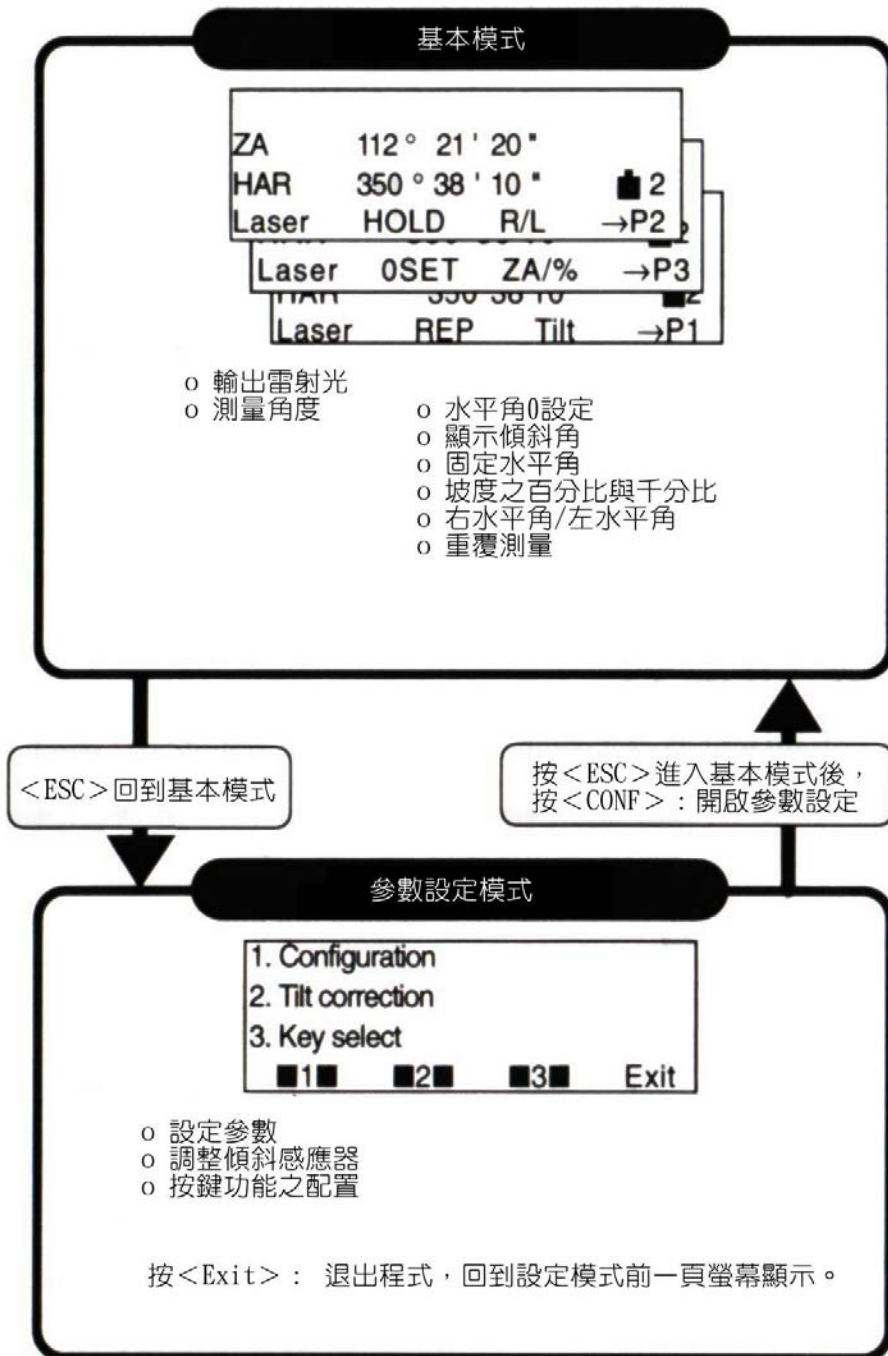 基本模式
ZA 112° 21' 20"
HAR 350° 38' 10" 2
Laser HOLD R/L →P2
Laser 0SET ZA/% →P3
HAR 350 38 10 2
Laser REP Tilt →P1
o 輸出雷射光
o 測量角度
o 水平角0設定
o 顯示傾斜角
o 固定水平角
o 坡度之百分比與千分比
o 右水平角/左水平角
o 重覆測量
<ESC>回到基本模式
按<ESC>進入基本模式後，
按<CONF>：開啟參數設定
參數設定模式
1. Configuration
2. Tilt correction
3. Key select
■1■ ■2■ ■3■ Exit
o 設定參數
o 調整傾斜感應器
o 按鍵功能之配置
按<Exit>： 退出程式，回到設定模式前一頁螢幕顯示。